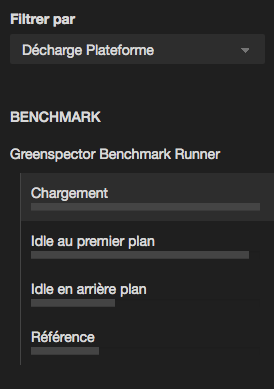 Filtrer par
Décharge Plateforme
BENCHMARK
Greenspector Benchmark Runner
Chargement
Idle au premier plan
Idle en arrière plan
Référence